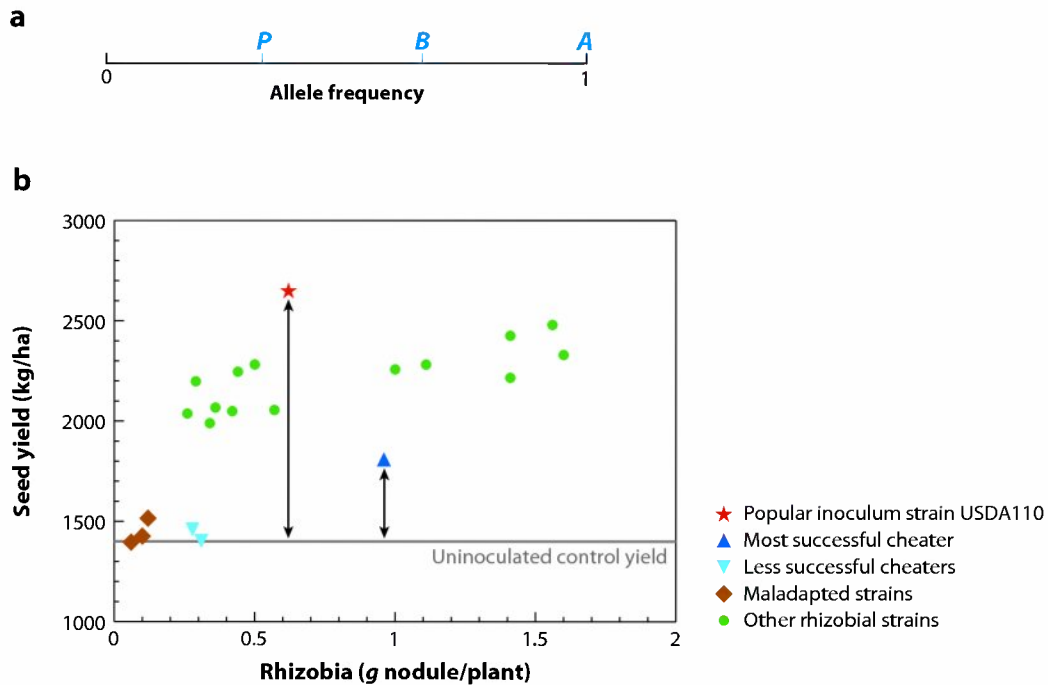 a
P B A
0 1
Allele frequency
b
3000
2500
2000
1500
1000
Seed yield (kg/ha)
Uninoculated control yield
0 0.5 1 1.5 2
Rhizobia (g nodule/plant)
Popular inoculum strain USDA110
Most successful cheater
Less successful cheaters
Maladapted strains
Other rhizobial strains